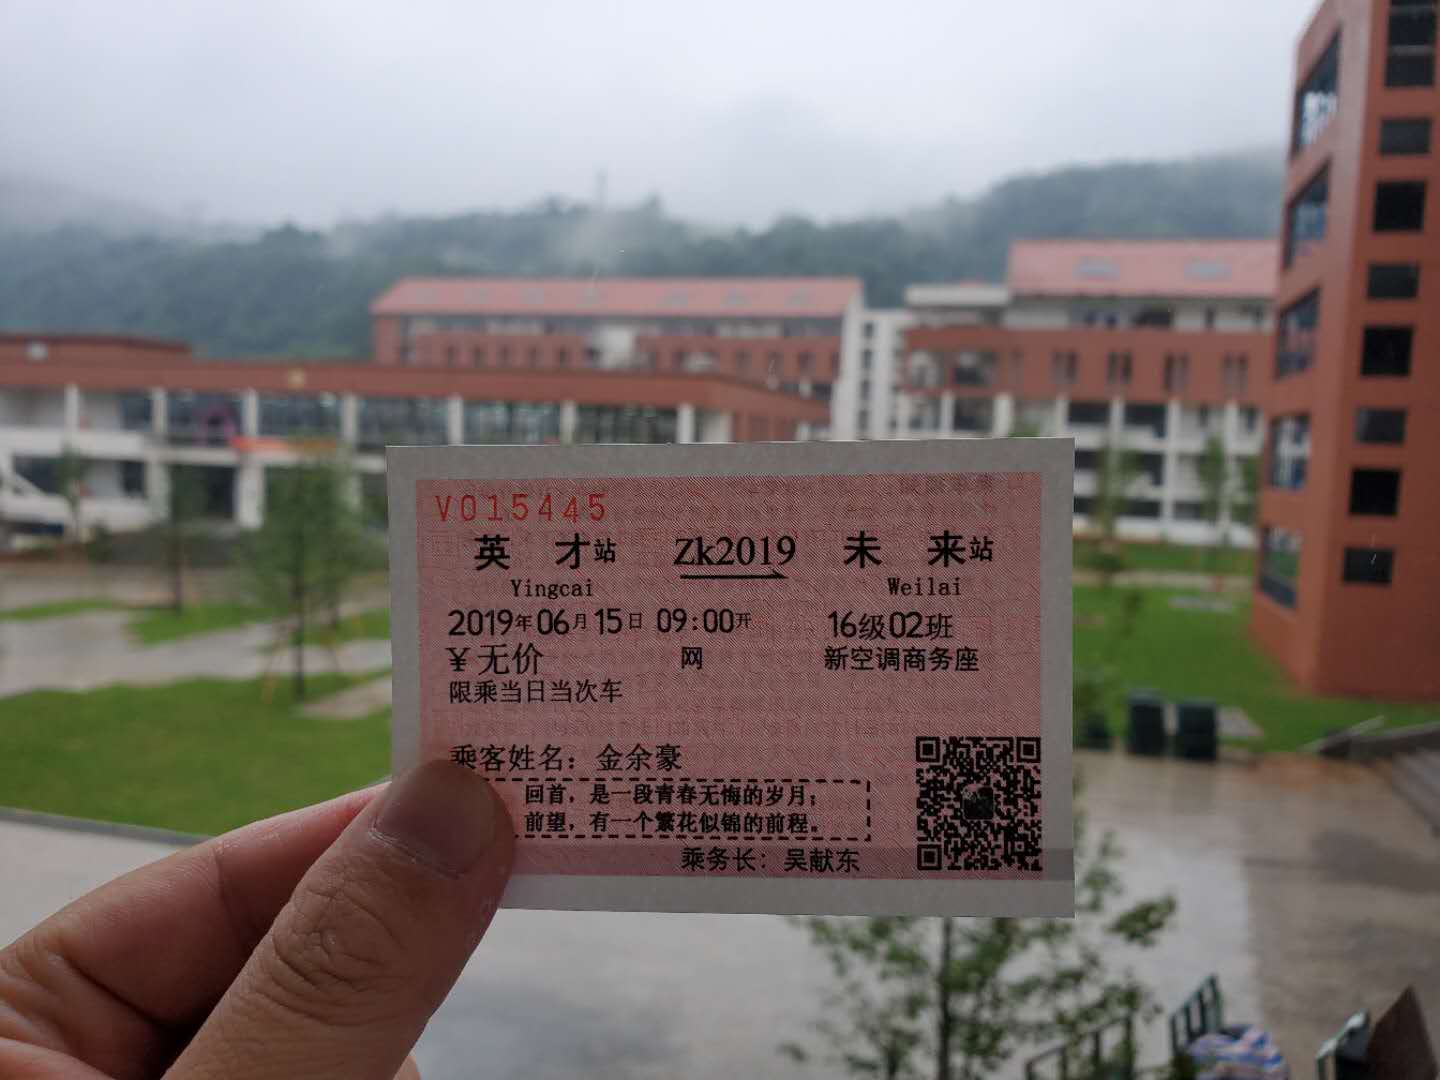 V015445
英才站 Zk2019 未来站
Yingcai Weilai
2019年06月15日 09:00开 16级02班
¥无价 网 新空调商务座
限乘当日当次车
乘客姓名：金余豪
回首，是一段青春无悔的岁月；
前望，有一个繁花似锦的前程。
乘务长：吴献东